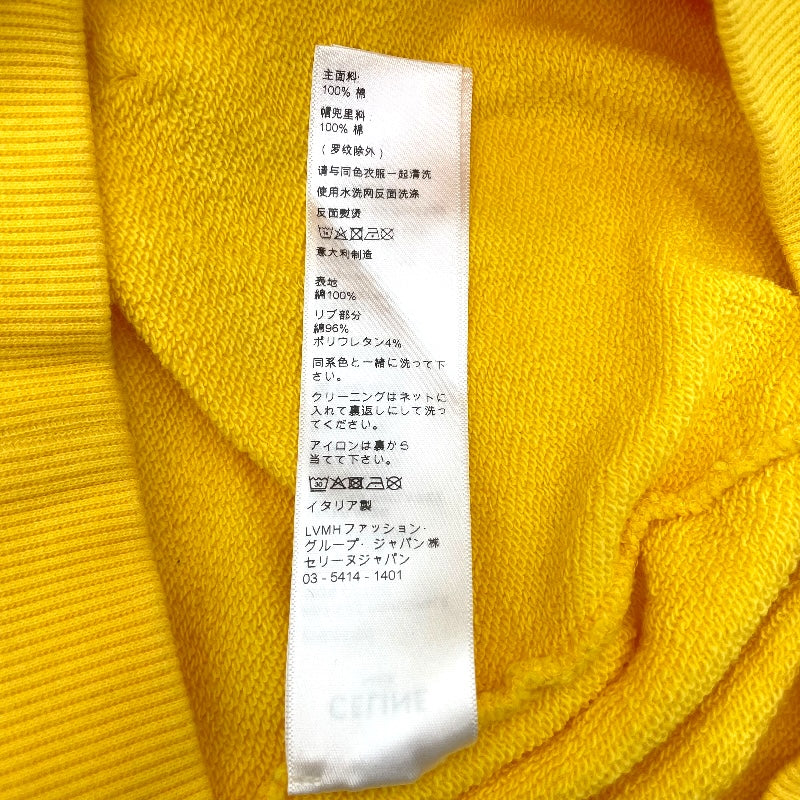 主面料:
100% 棉
帽兜里料:
100% 棉
( 罗纹除外 )
请与同色衣服一起清洗
使用水洗网反面洗涤
反面熨烫
意大利制造
表地
綿100%
リブ部分
綿96%
ポリウレタン4%
同系色と一緒に洗って下
さい。
クリーニングはネットに
入れて裏返しにして洗っ
てください。
アイロンは裏から
当てて下さい。
30
イタリア製
LVMHファッション・
グループ・ジャパン㈱
セリーヌジャパン
03 - 5414 - 1401
CELINE